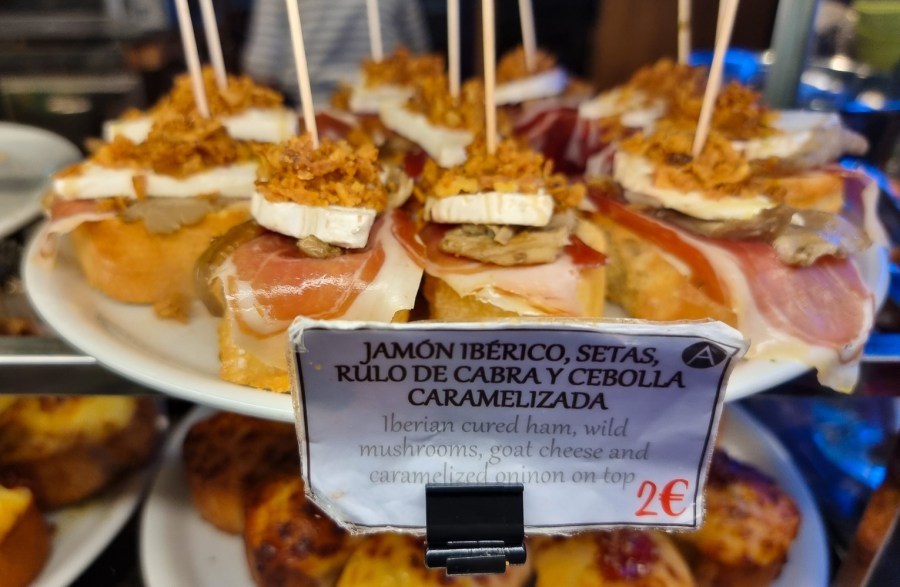 JAMÓN IBÉRICO, SETAS,
RULO DE CABRA Y CEBOLLA
CARAMELIZADA
Iberian cured ham, wild
mushrooms, goat cheese and
caramelized oninon on top
2€
A